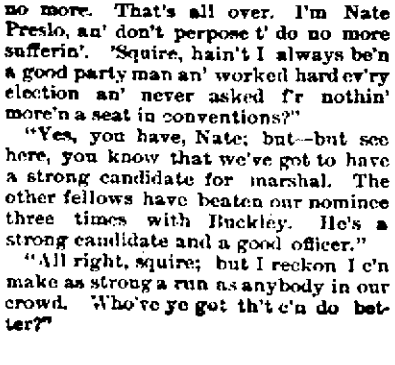 no more. That's all over. I'm Nate
Preslo, an' don't perpose t' do no more
sufferin'. 'Squire, hain't I always be'n
a good party man an' worked hard ev'ry
election an' never asked f'r nothin'
more'n a seat in conventions?"
"Yes, you have, Nate; but—but see
here, you know that we've got to have
a strong candidate for marshal. The
other fellows have beaten our nominee
three times with Buckley. He's a
strong candidate and a good officer."
"All right, squire; but I reckon I c'n
make as strong a run as anybody in our
crowd. Who've ye got th't c'n do bet-
ter?"